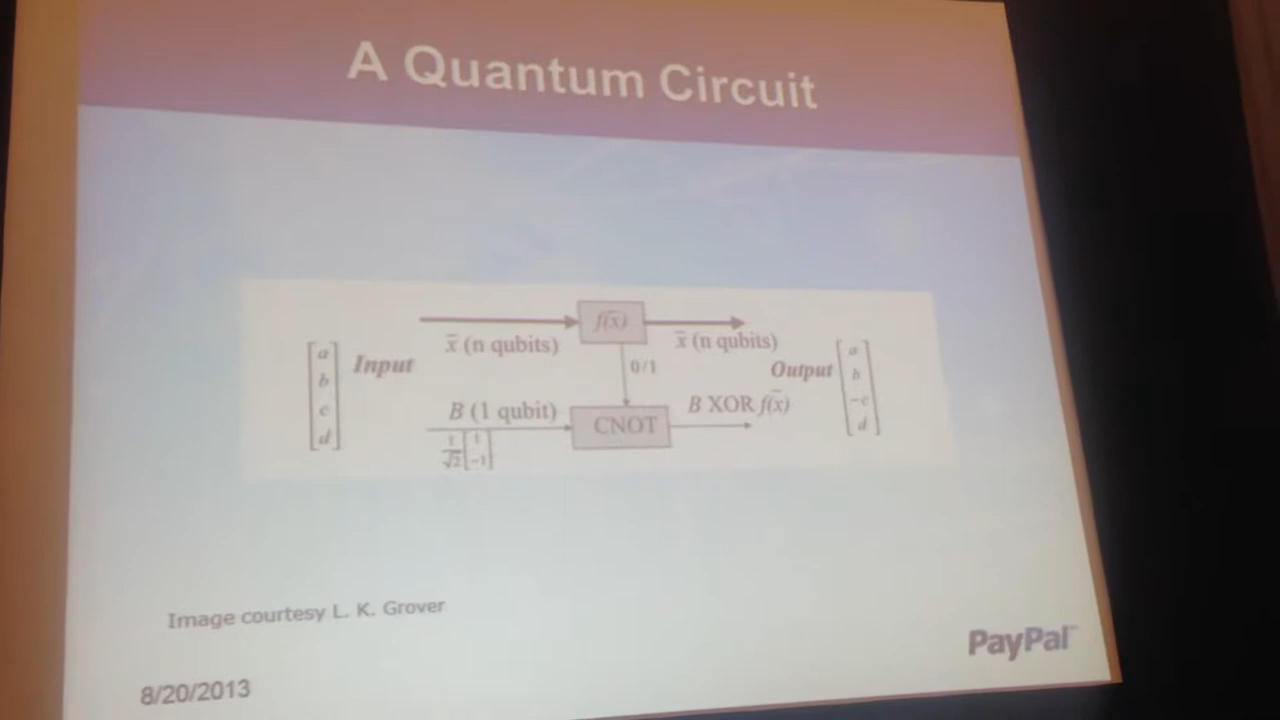 A Quantum Circuit
f(x̄)
x̄ (n qubits)
x̄ (n qubits)
a
b
c
d
Input
0/1
Output
a
b
-c
d
B (1 qubit)
CNOT
B XOR f(x̄)
1/√2 [1 -1]
Image courtesy L. K. Grover
PayPal™
8/20/2013